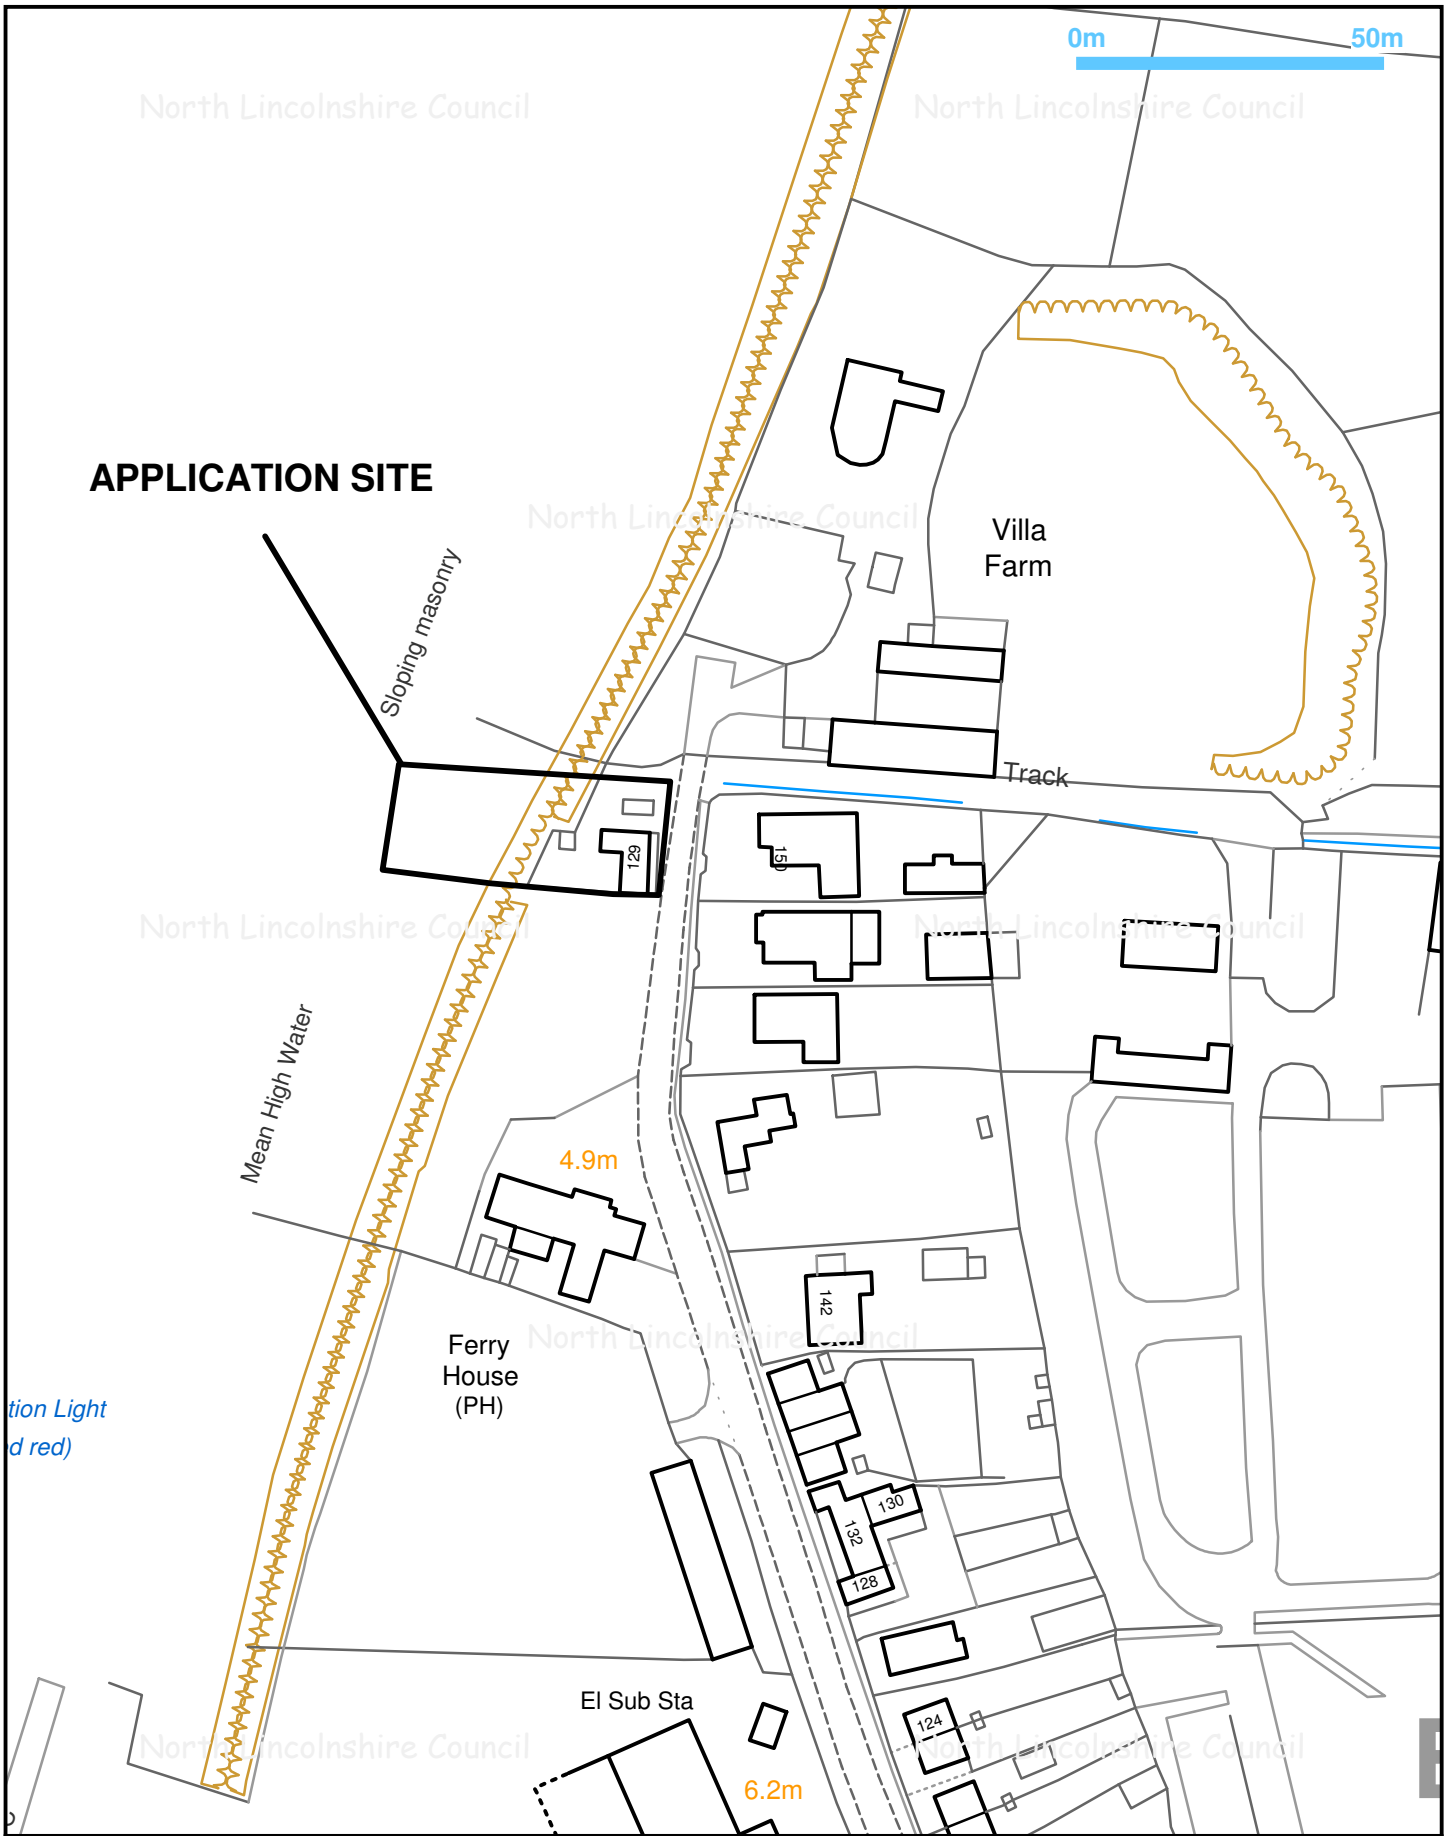 0m 50m
North Lincolnshire Council North Lincolnshire Council
APPLICATION SITE
North Lincolnshire Council
Villa
Farm
Sloping masonry
Track
129
150
North Lincolnshire Council North Lincolnshire Council
Mean High Water
4.9m
142
North Lincolnshire Council
Ferry
House
(PH)
tion Light
d red)
130
132
128
El Sub Sta
124
North Lincolnshire Council North Lincolnshire Council
6.2m